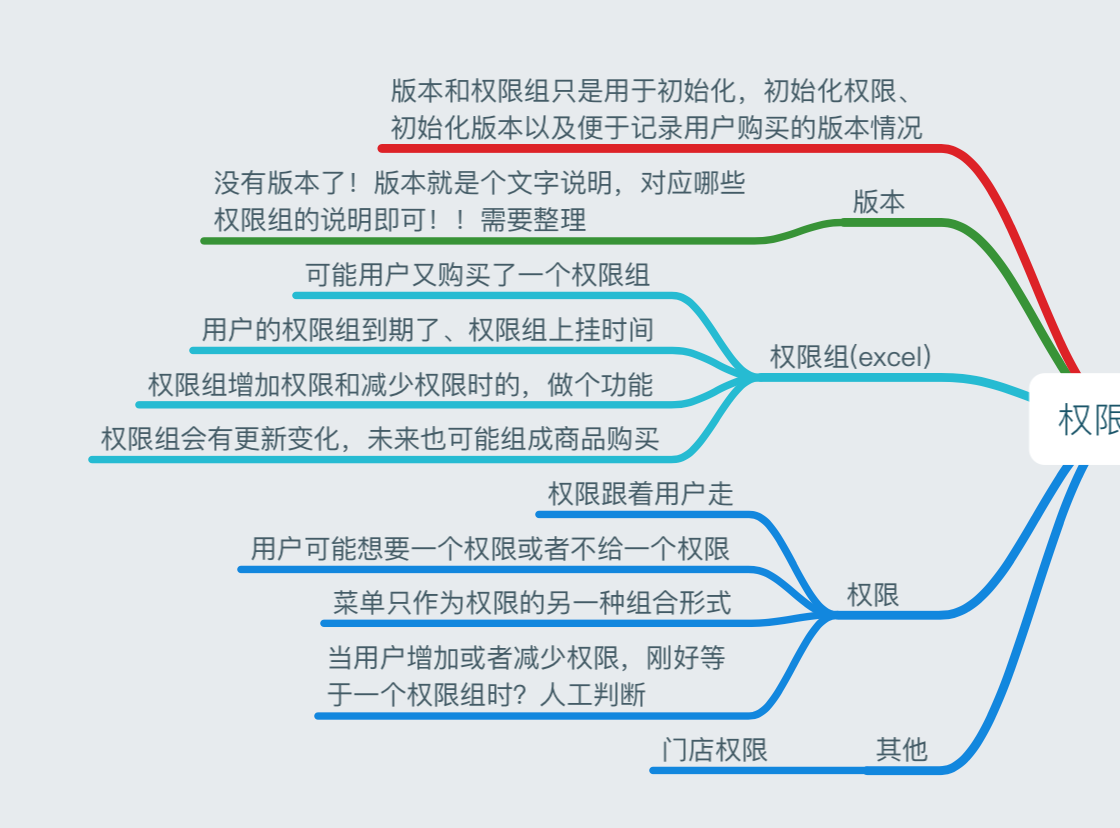 版本和权限组只是用于初始化，初始化权限、
初始化版本以及便于记录用户购买的版本情况
没有版本了！版本就是个文字说明，对应哪些
权限组的说明即可！！需要整理
版本
可能用户又购买了一个权限组
用户的权限组到期了、权限组上挂时间
权限组增加权限和减少权限时的，做个功能
权限组会有更新变化，未来也可能组成商品购买
权限组(excel)
权限
权限跟着用户走
用户可能想要一个权限或者不给一个权限
菜单只作为权限的另一种组合形式
当用户增加或者减少权限，刚好等
于一个权限组时？人工判断
权限
门店权限
其他